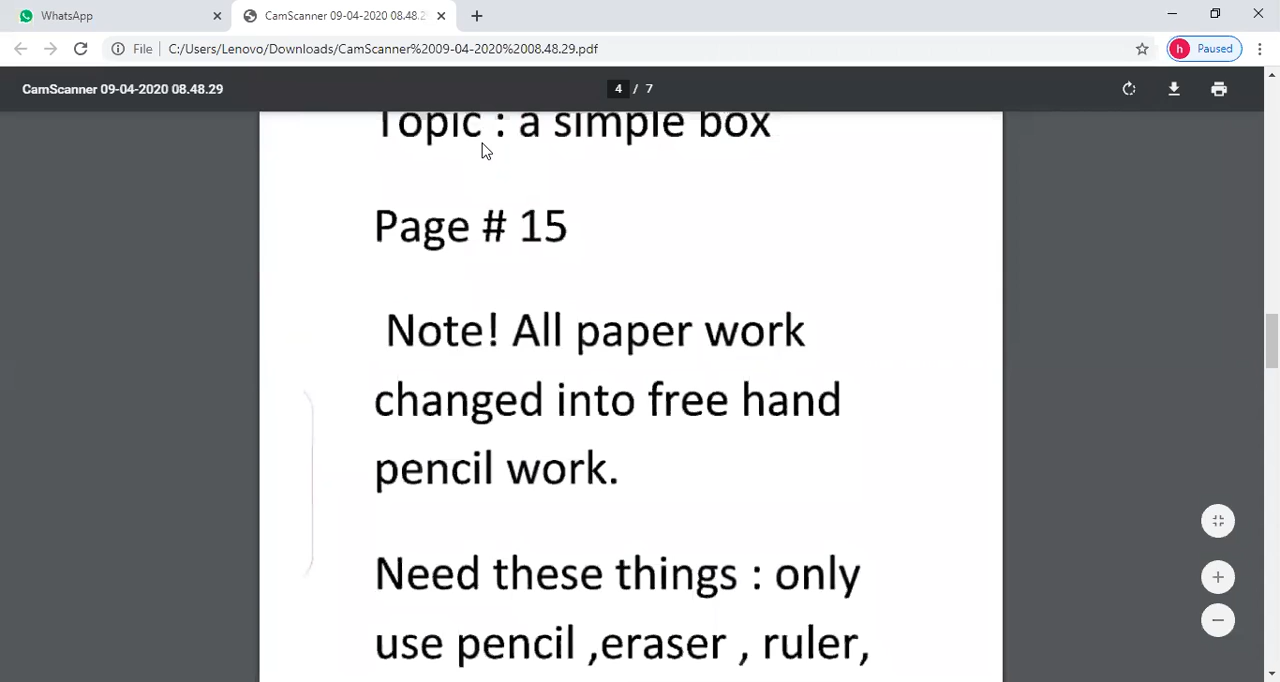 WhatsApp
CamScanner 09-04-2020 08.48.2
File
C:/Users/Lenovo/Downloads/CamScanner%2009-04-2020%2008.48.29.pdf
h Paused
CamScanner 09-04-2020 08.48.29
4 / 7
Topic : a simple box
Page # 15
Note! All paper work
changed into free hand
pencil work.
Need these things : only
use pencil ,eraser , ruler,